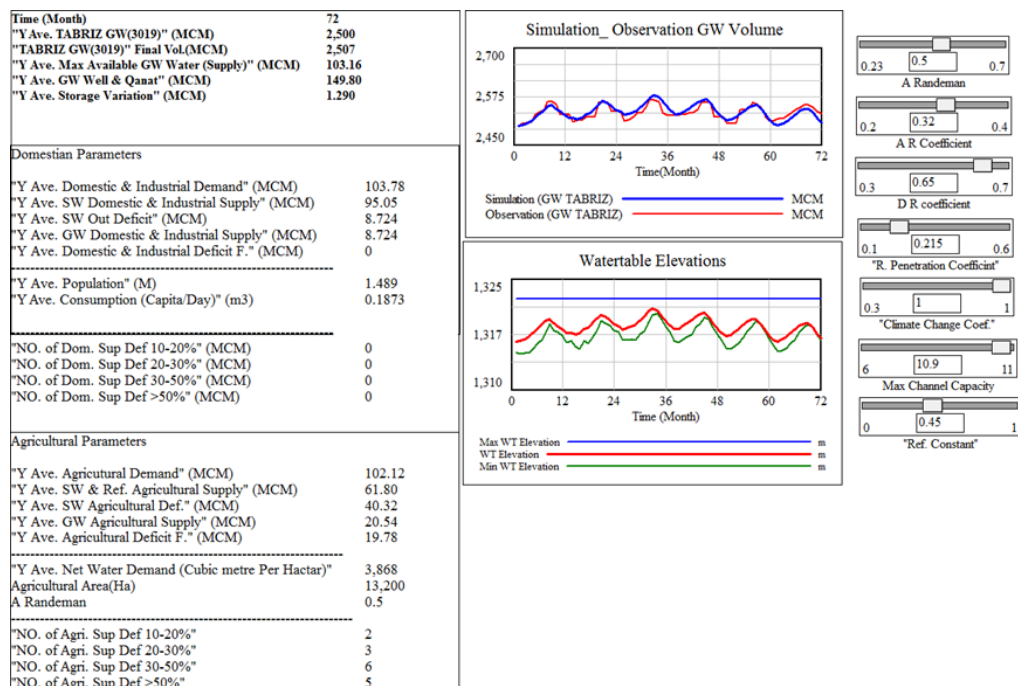 Time (Month) 72
"Y Ave. TABRIZ GW(3019)" (MCM) 2,500
"TABRIZ GW(3019)" Final Vol.(MCM) 2,507
"Y Ave. Max Available GW Water (Supply)" (MCM) 103.16
"Y Ave. GW Well & Qanat" (MCM) 149.80
"Y Ave. Storage Variation" (MCM) 1.290
Domestian Parameters
"Y Ave. Domestic & Industrial Demand" (MCM) 103.78
"Y Ave. SW Domestic & Industrial Supply" (MCM) 95.05
"Y Ave. SW Out Deficit" (MCM) 8.724
"Y Ave. GW Domestic & Industrial Supply" (MCM) 8.724
"Y Ave. Domestic & Industrial Deficit F." (MCM) 0
"Y Ave. Population" (M) 1.489
"Y Ave. Consumption (Capita/Day)" (m3) 0.1873
"NO. of Dom. Sup Def 10-20%" (MCM) 0
"NO. of Dom. Sup Def 20-30%" (MCM) 0
"NO. of Dom. Sup Def 30-50%" (MCM) 0
"NO. of Dom. Sup Def >50%" (MCM) 0
Agricultural Parameters
"Y Ave. Agricutural Demand" (MCM) 102.12
"Y Ave. SW & Ref. Agricultural Supply" (MCM) 61.80
"Y Ave. SW Agricultural Def." (MCM) 40.32
"Y Ave. GW Agricultural Supply" (MCM) 20.54
"Y Ave. Agricultural Deficit F." (MCM) 19.78
"Y Ave. Net Water Demand (Cubic metre Per Hactar)" 3,868
Agricultural Area(Ha) 13,200
A Randeman 0.5
"NO. of Agri. Sup Def 10-20%" 2
"NO. of Agri. Sup Def 20-30%" 3
"NO. of Agri. Sup Def 30-50%" 6
"NO. of Agri. Sup Def >50%" 5
Simulation_ Observation GW Volume
2,700
2,575
2,450
0 12 24 36 48 60 72
Time(Month)
Simulation (GW TABRIZ) MCM
Observation (GW TABRIZ) MCM
Watertable Elevations
1,325
1,317
1,310
0 12 24 36 48 60 72
Time (Month)
Max WT Elevation m
WT Elevation m
Min WT Elevation m
0.23 0.5 0.7
A Randeman
0.2 0.32 0.4
A R Coefficient
0.3 0.65 0.7
D R coefficient
0.1 0.215 0.6
"R. Penetration Coefficint"
0.3 1 1
"Climate Change Coef."
6 10.9 11
Max Channel Capacity
0 0.45 1
"Ref. Constant"